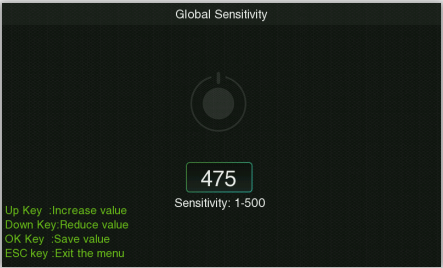 Global Sensitivity
475
Sensitivity: 1-500
Up Key :Increase value
Down Key:Reduce value
OK Key :Save value
ESC key :Exit the menu